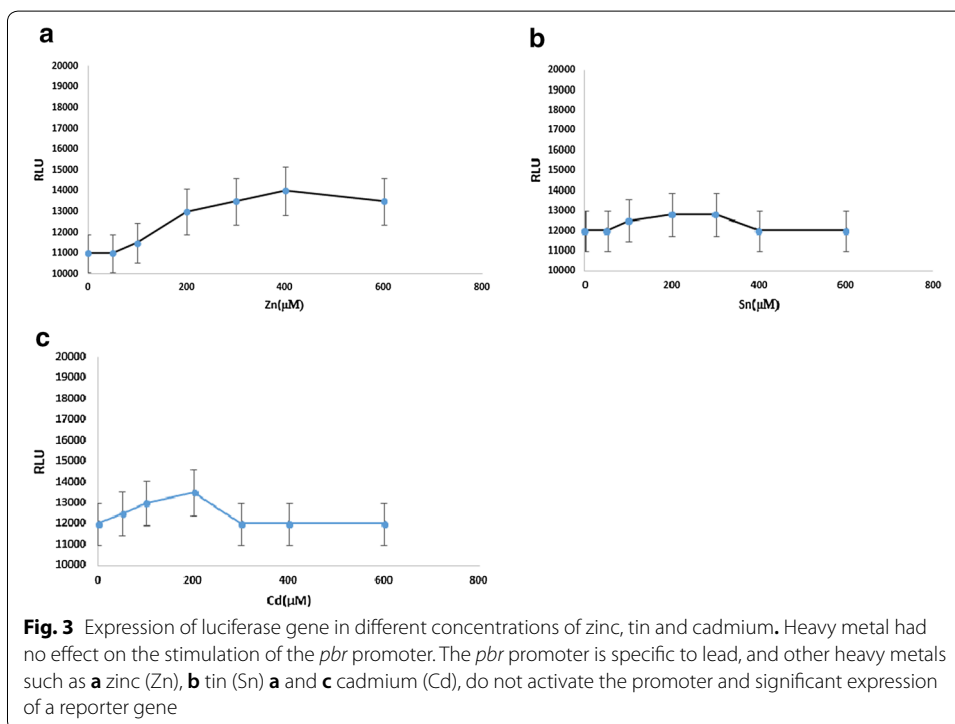 a
20000
19000
18000
17000
16000
15000
14000
13000
12000
11000
10000
RLU
0 200 400 600 800
Zn(μM)
b
20000
19000
18000
17000
16000
15000
14000
13000
12000
11000
10000
RLU
0 200 400 600 800
Sn(μM)
c
20000
19000
18000
17000
16000
15000
14000
13000
12000
11000
10000
RLU
0 200 400 600 800
Cd(μM)
Fig. 3 Expression of luciferase gene in different concentrations of zinc, tin and cadmium. Heavy metal had
no effect on the stimulation of the pbr promoter. The pbr promoter is specific to lead, and other heavy metals
such as a zinc (Zn), b tin (Sn) a and c cadmium (Cd), do not activate the promoter and significant expression
of a reporter gene